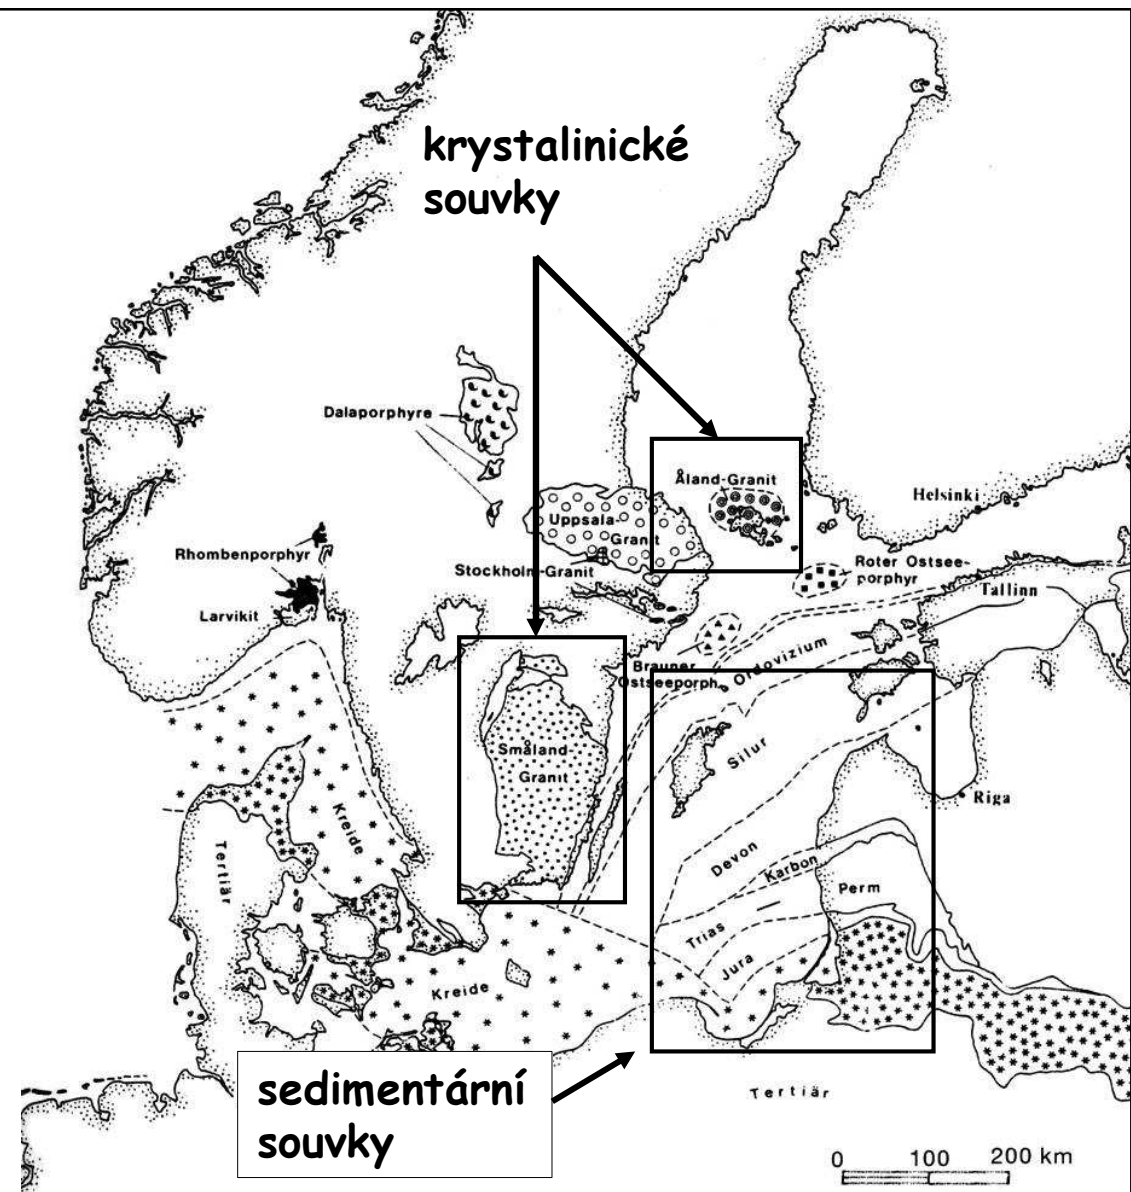 krystalinické
souvky
Dalaporphyre
Åland-Granit
Helsinki
Uppsala-
Granit
Rhombenporphyr
Stockholm-Granit
Roter Ostsee-
porphyr
Larvikit
Tallinn
Brauner
Ostseeporph.
Ordovizium
Småland-
Granit
Silur
Riga
Kreide
Tertiär
Devon
Karbon
Perm
Trias
Jura
Kreide
sedimentární
souvky
Tertiär
0 100 200 km